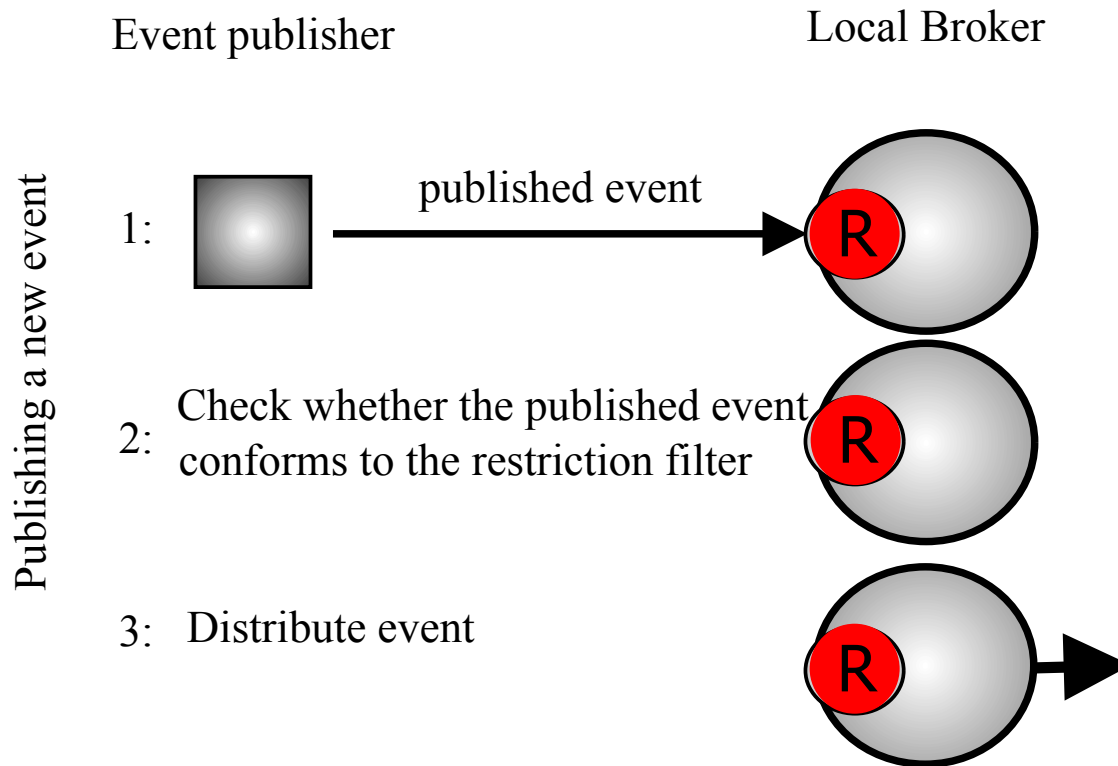 Event publisher
Local Broker
Publishing a new event
1:
published event
R
2:
Check whether the published event
conforms to the restriction filter
R
3:
Distribute event
R